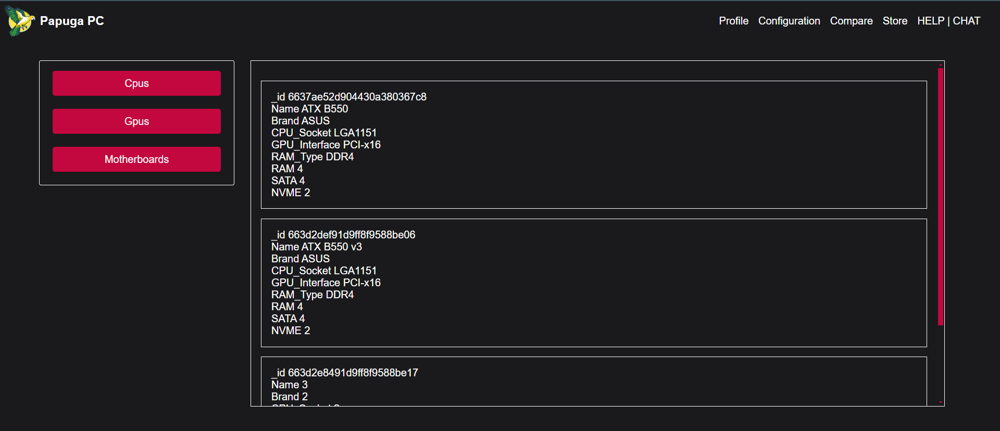 Papuga PC
Profile Configuration Compare Store HELP | CHAT
Cpus
Gpus
Motherboards
_id 6637ae52d904430a380367c8
Name ATX B550
Brand ASUS
CPU_Socket LGA1151
GPU_Interface PCI-x16
RAM_Type DDR4
RAM 4
SATA 4
NVME 2
_id 663d2def91d9ff8f9588be06
Name ATX B550 v3
Brand ASUS
CPU_Socket LGA1151
GPU_Interface PCI-x16
RAM_Type DDR4
RAM 4
SATA 4
NVME 2
_id 663d2e8491d9ff8f9588be17
Name 3
Brand 2